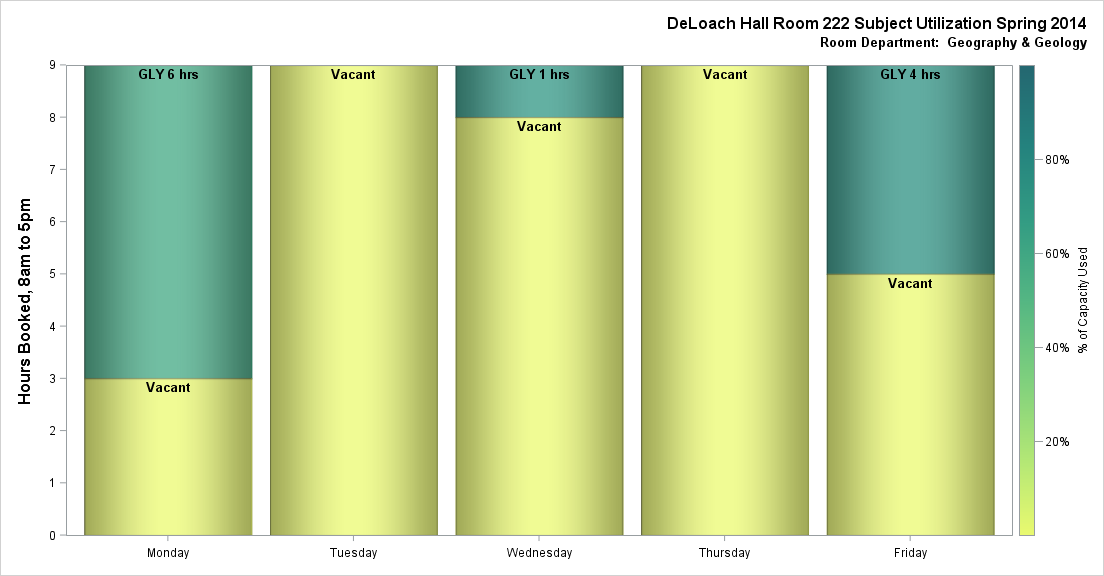 DeLoach Hall Room 222 Subject Utilization Spring 2014
Room Department: Geography & Geology
Hours Booked, 8am to 5pm
9
8
7
6
5
4
3
2
1
0
GLY 6 hrs
Vacant
Vacant
GLY 1 hrs
Vacant
Vacant
GLY 4 hrs
Vacant
Monday
Tuesday
Wednesday
Thursday
Friday
80%
60%
40%
20%
% of Capacity Used